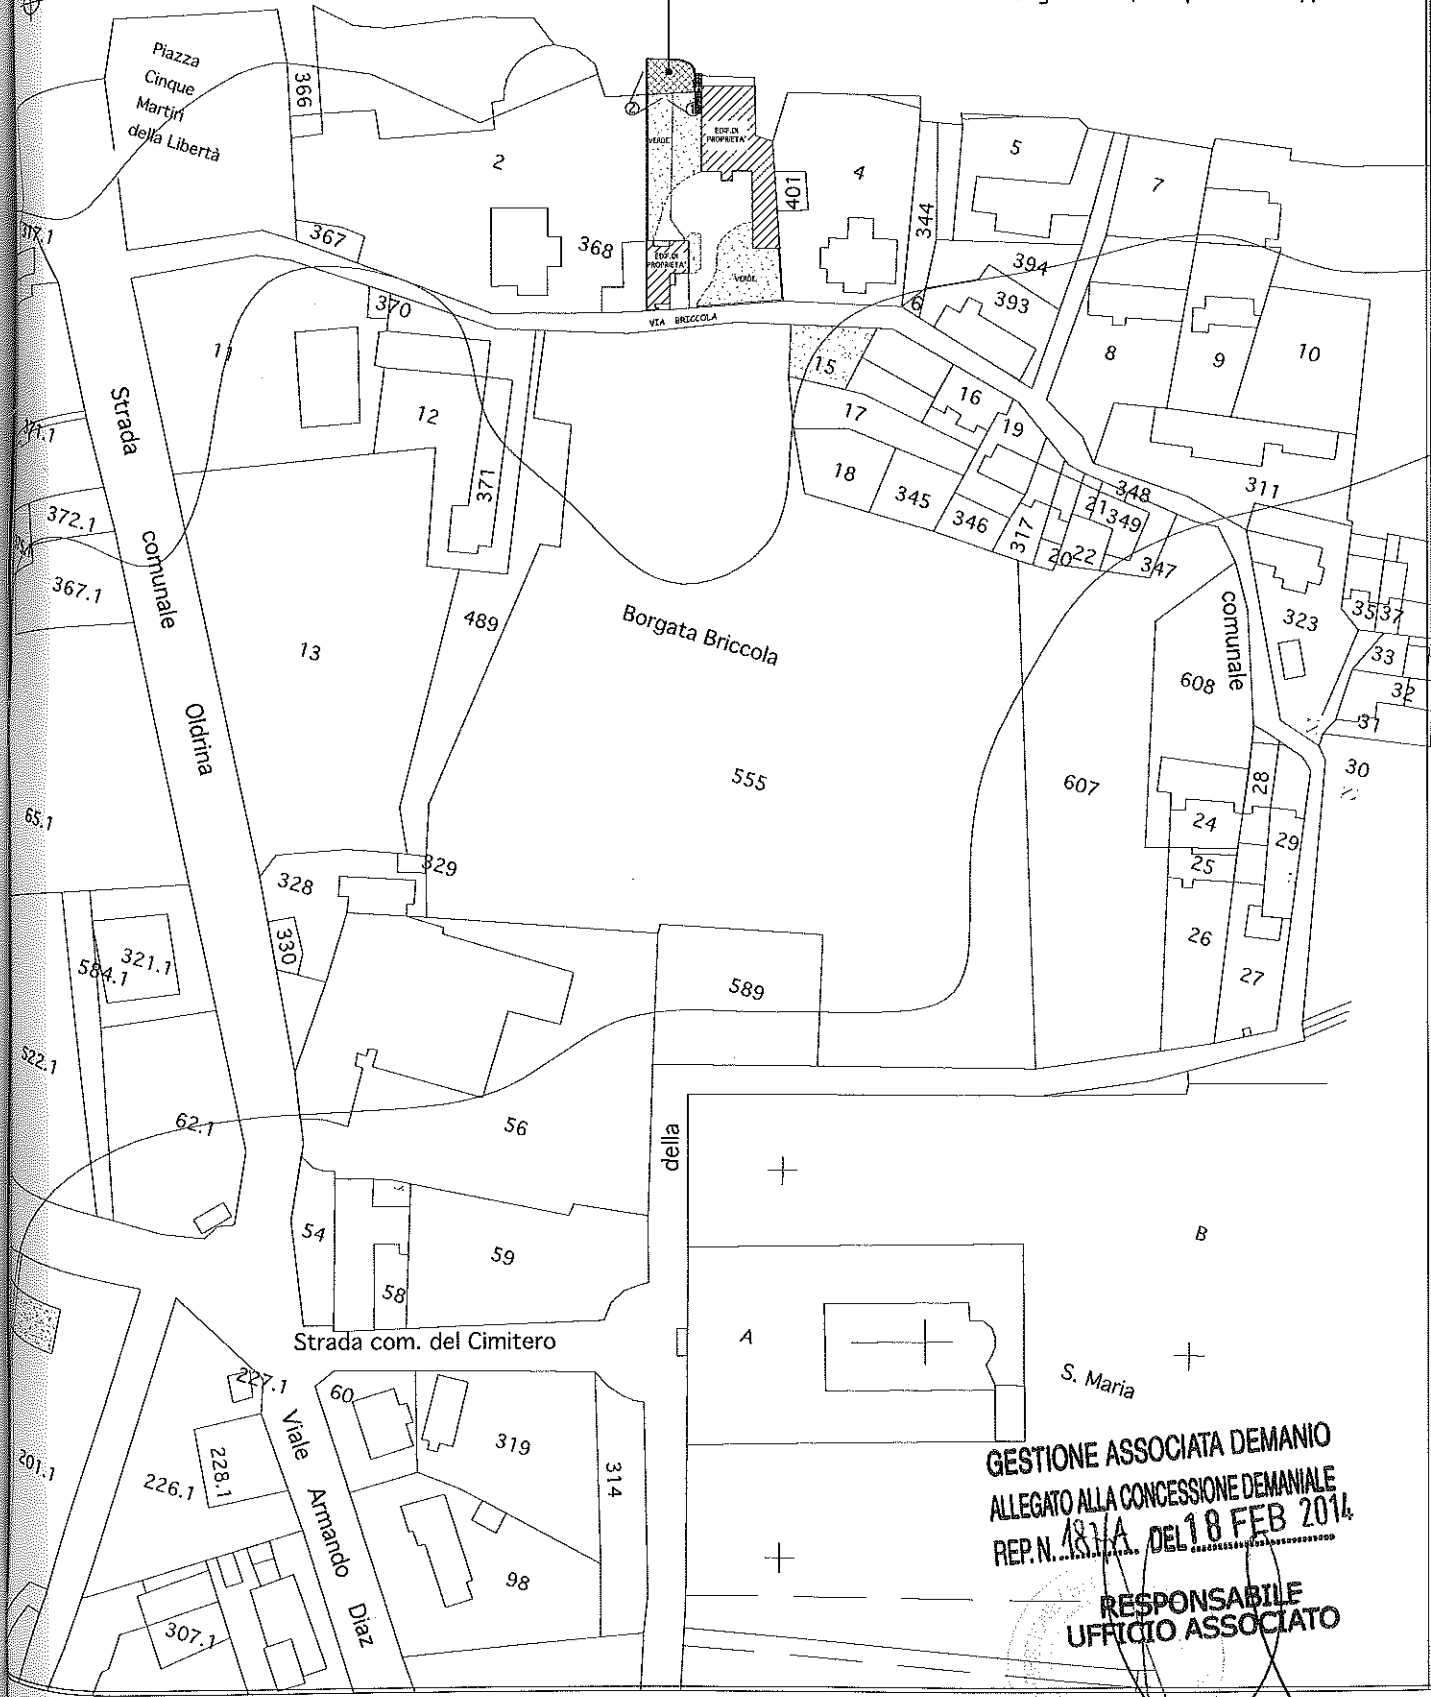 Piazza
Cinque
Martiri
della Libertà
366
2
VERDE
EDIF.DI
PROPRIETA'
401
4
344
5
7
367
368
EDIF.DI
PROPRIETA'
VERDE
VIA BRICCOLA
6
394
393
8
9
10
370
11
12
371
15
16
17
19
18
345
346
317
20
21
22
348
349
347
311
Strada
comunale
Oldrina
372.1
367.1
13
489
Borgata Briccola
555
607
608
comunale
323
35
37
33
32
31
30
28
24
29
25
26
27
65.1
328
329
330
321.1
584.1
589
522.1
62.1
56
della
54
58
59
Strada com. del Cimitero
A
B
S. Maria
227.1
60
319
314
Viale
Armando
Diaz
228.1
226.1
201.1
98
307.1
GESTIONE ASSOCIATA DEMANIO
ALLEGATO ALLA CONCESSIONE DEMANIALE
REP. N. DEL 18 FEB 2014
RESPONSABILE
UFFICIO ASSOCIATO